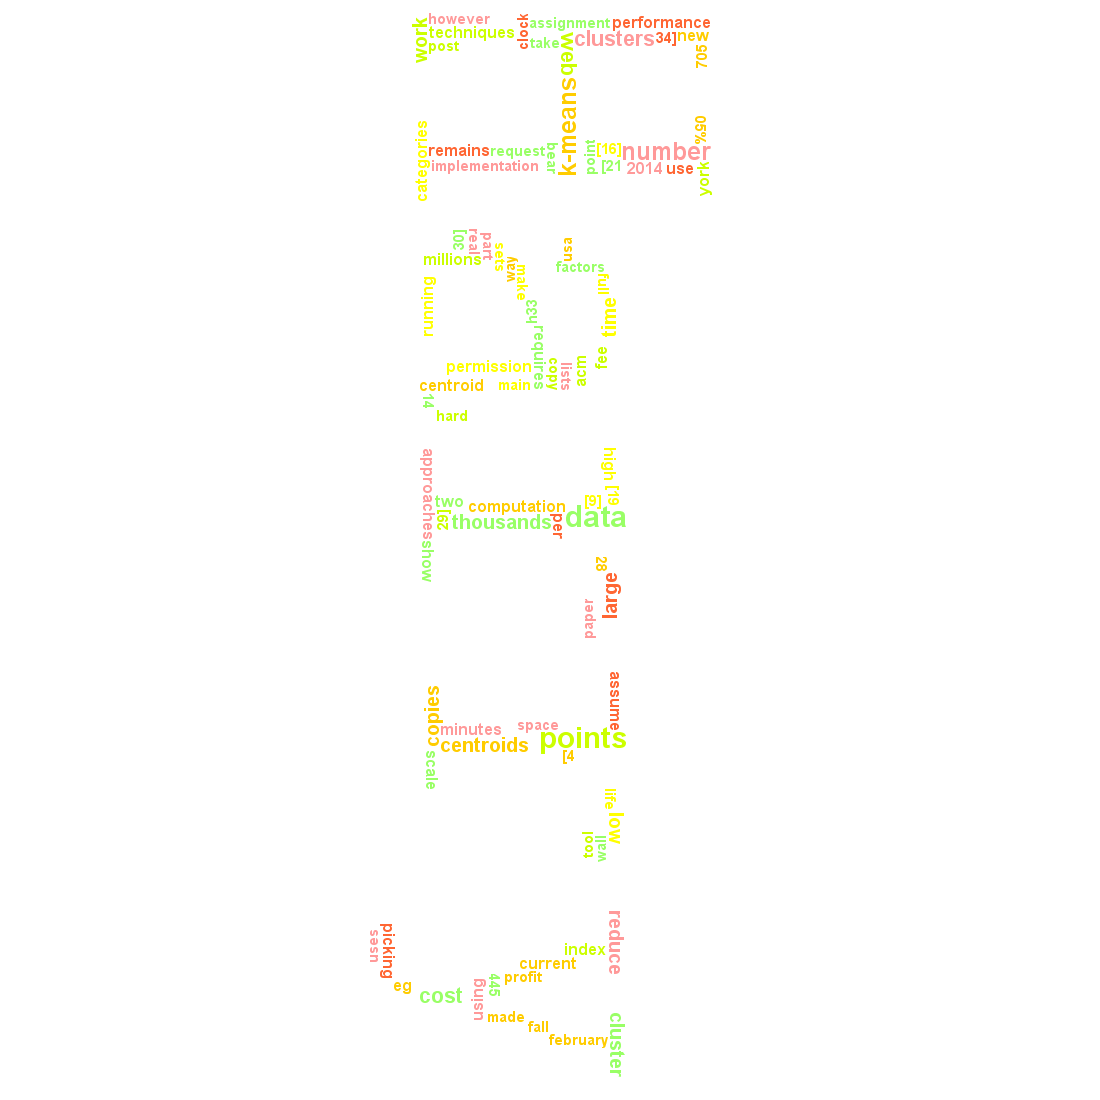 however
work
techniques
post
clock
assignment
take
performance
web
clusters
34]
new
705
k-means
categories
remains
request
implementation
bear
point
[16]
[21
number
2014
use
05%
york
30]
real
part
millions
sets
way
make
running
usa
factors
full
time
334
requires
permission
copy
lists
acm
fee
centroid
main
14
hard
approaches
two
computation
29]
thousands
per
[9]
high
[19
data
show
28
large
paper
assume
copies
minutes
space
centroids
points
[4
scale
life
low
tool
wall
reduce
picking
uses
index
current
profit
eg
cost
using
445
made
fall
february
cluster